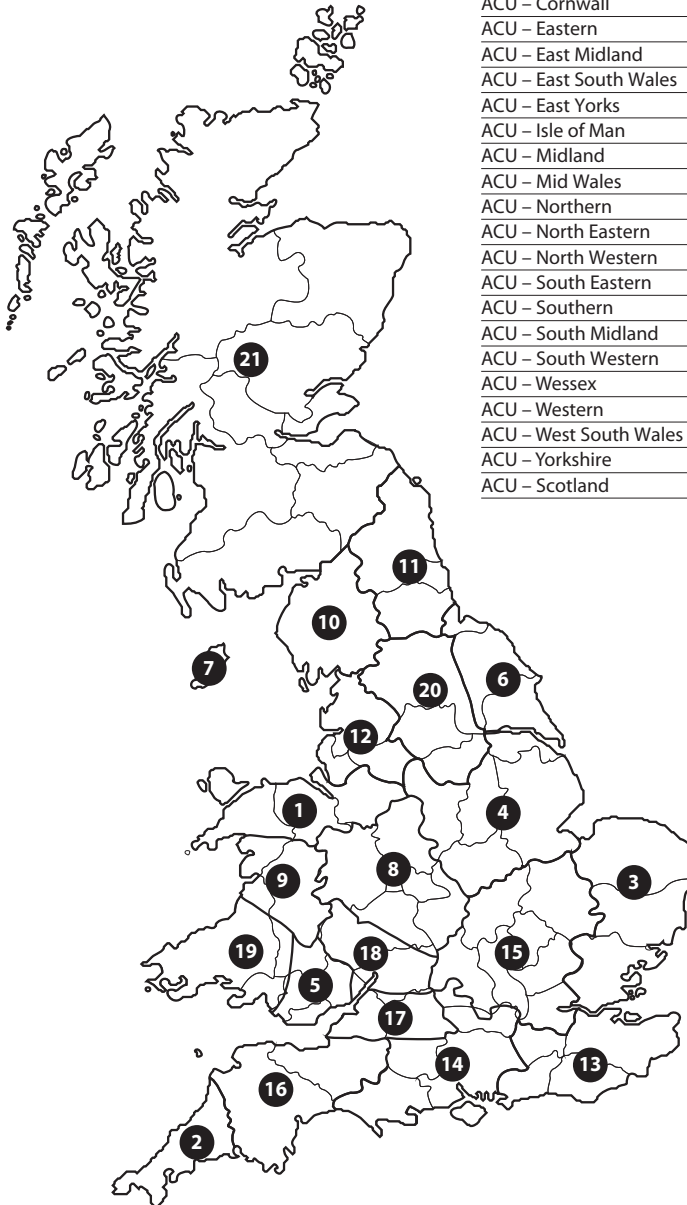 ACU – Cornwall
ACU – Eastern
ACU – East Midland
ACU – East South Wales
ACU – East Yorks
ACU – Isle of Man
ACU – Midland
ACU – Mid Wales
ACU – Northern
ACU – North Eastern
ACU – North Western
ACU – South Eastern
ACU – Southern
ACU – South Midland
ACU – South Western
ACU – Wessex
ACU – Western
ACU – West South Wales
ACU – Yorkshire
ACU – Scotland
21
11
10
7
6
20
12
1
4
8
3
9
19
18
15
5
17
14
13
16
2